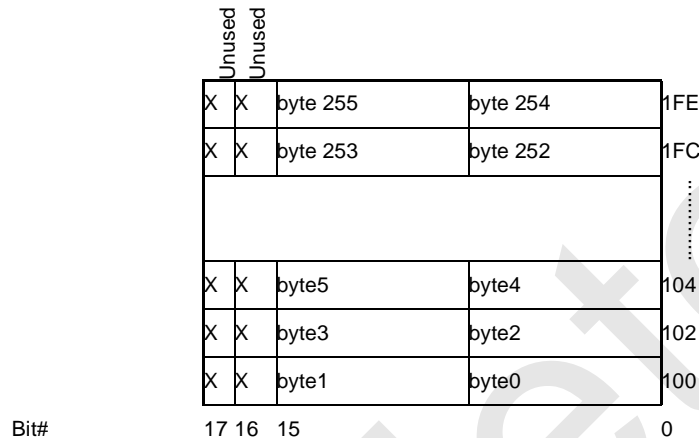 Unused Unused
X X byte 255 byte 254 1FE
X X byte 253 byte 252 1FC
............
X X byte5 byte4 104
X X byte3 byte2 102
X X byte1 byte0 100
Bit# 17 16 15 0